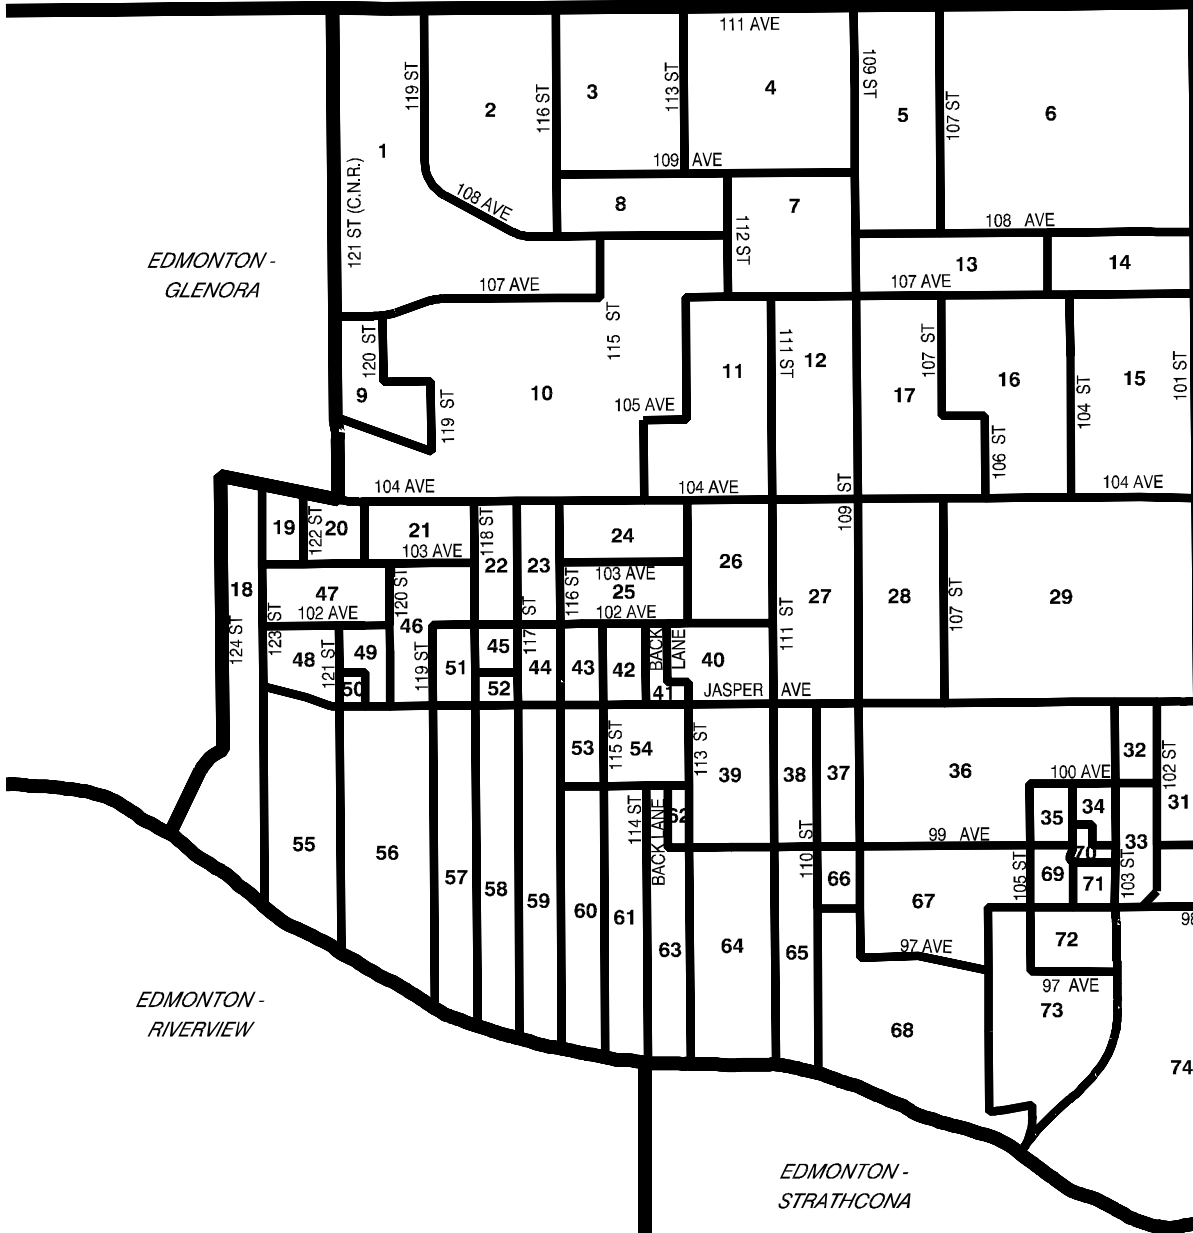 111 AVE
119 ST
116 ST
3
113 ST
4
109 ST
5
107 ST
6
2
1
121 ST (C.N.R.)
108 AVE
109 AVE
8
7
112 ST
108 AVE
EDMONTON -
GLENORA
107 AVE
13
14
107 AVE
115 ST
120 ST
9
119 ST
10
105 AVE
11
111 ST
12
17
107 ST
16
106 ST
104 ST
15
101 ST
104 AVE
104 AVE
109 ST
104 AVE
19
122 ST
20
21
103 AVE
118 ST
22
23
24
103 AVE
116 ST
25
102 AVE
26
27
111 ST
28
107 ST
29
18
124 ST
47
102 AVE
123 ST
120 ST
46
48
121 ST
49
50
119 ST
51
45
52
117 ST
44
43
42
BACK
LANE
41
40
JASPER AVE
53
115 ST
54
113 ST
39
38
37
110 ST
36
100 AVE
32
102 ST
31
35
34
33
99 AVE
114 ST
BACK LANE
62
55
56
57
58
59
60
61
63
64
65
66
67
105 ST
69
70
71
103 ST
98
97 AVE
72
97 AVE
73
68
74
EDMONTON -
RIVERVIEW
EDMONTON -
STRATHCONA